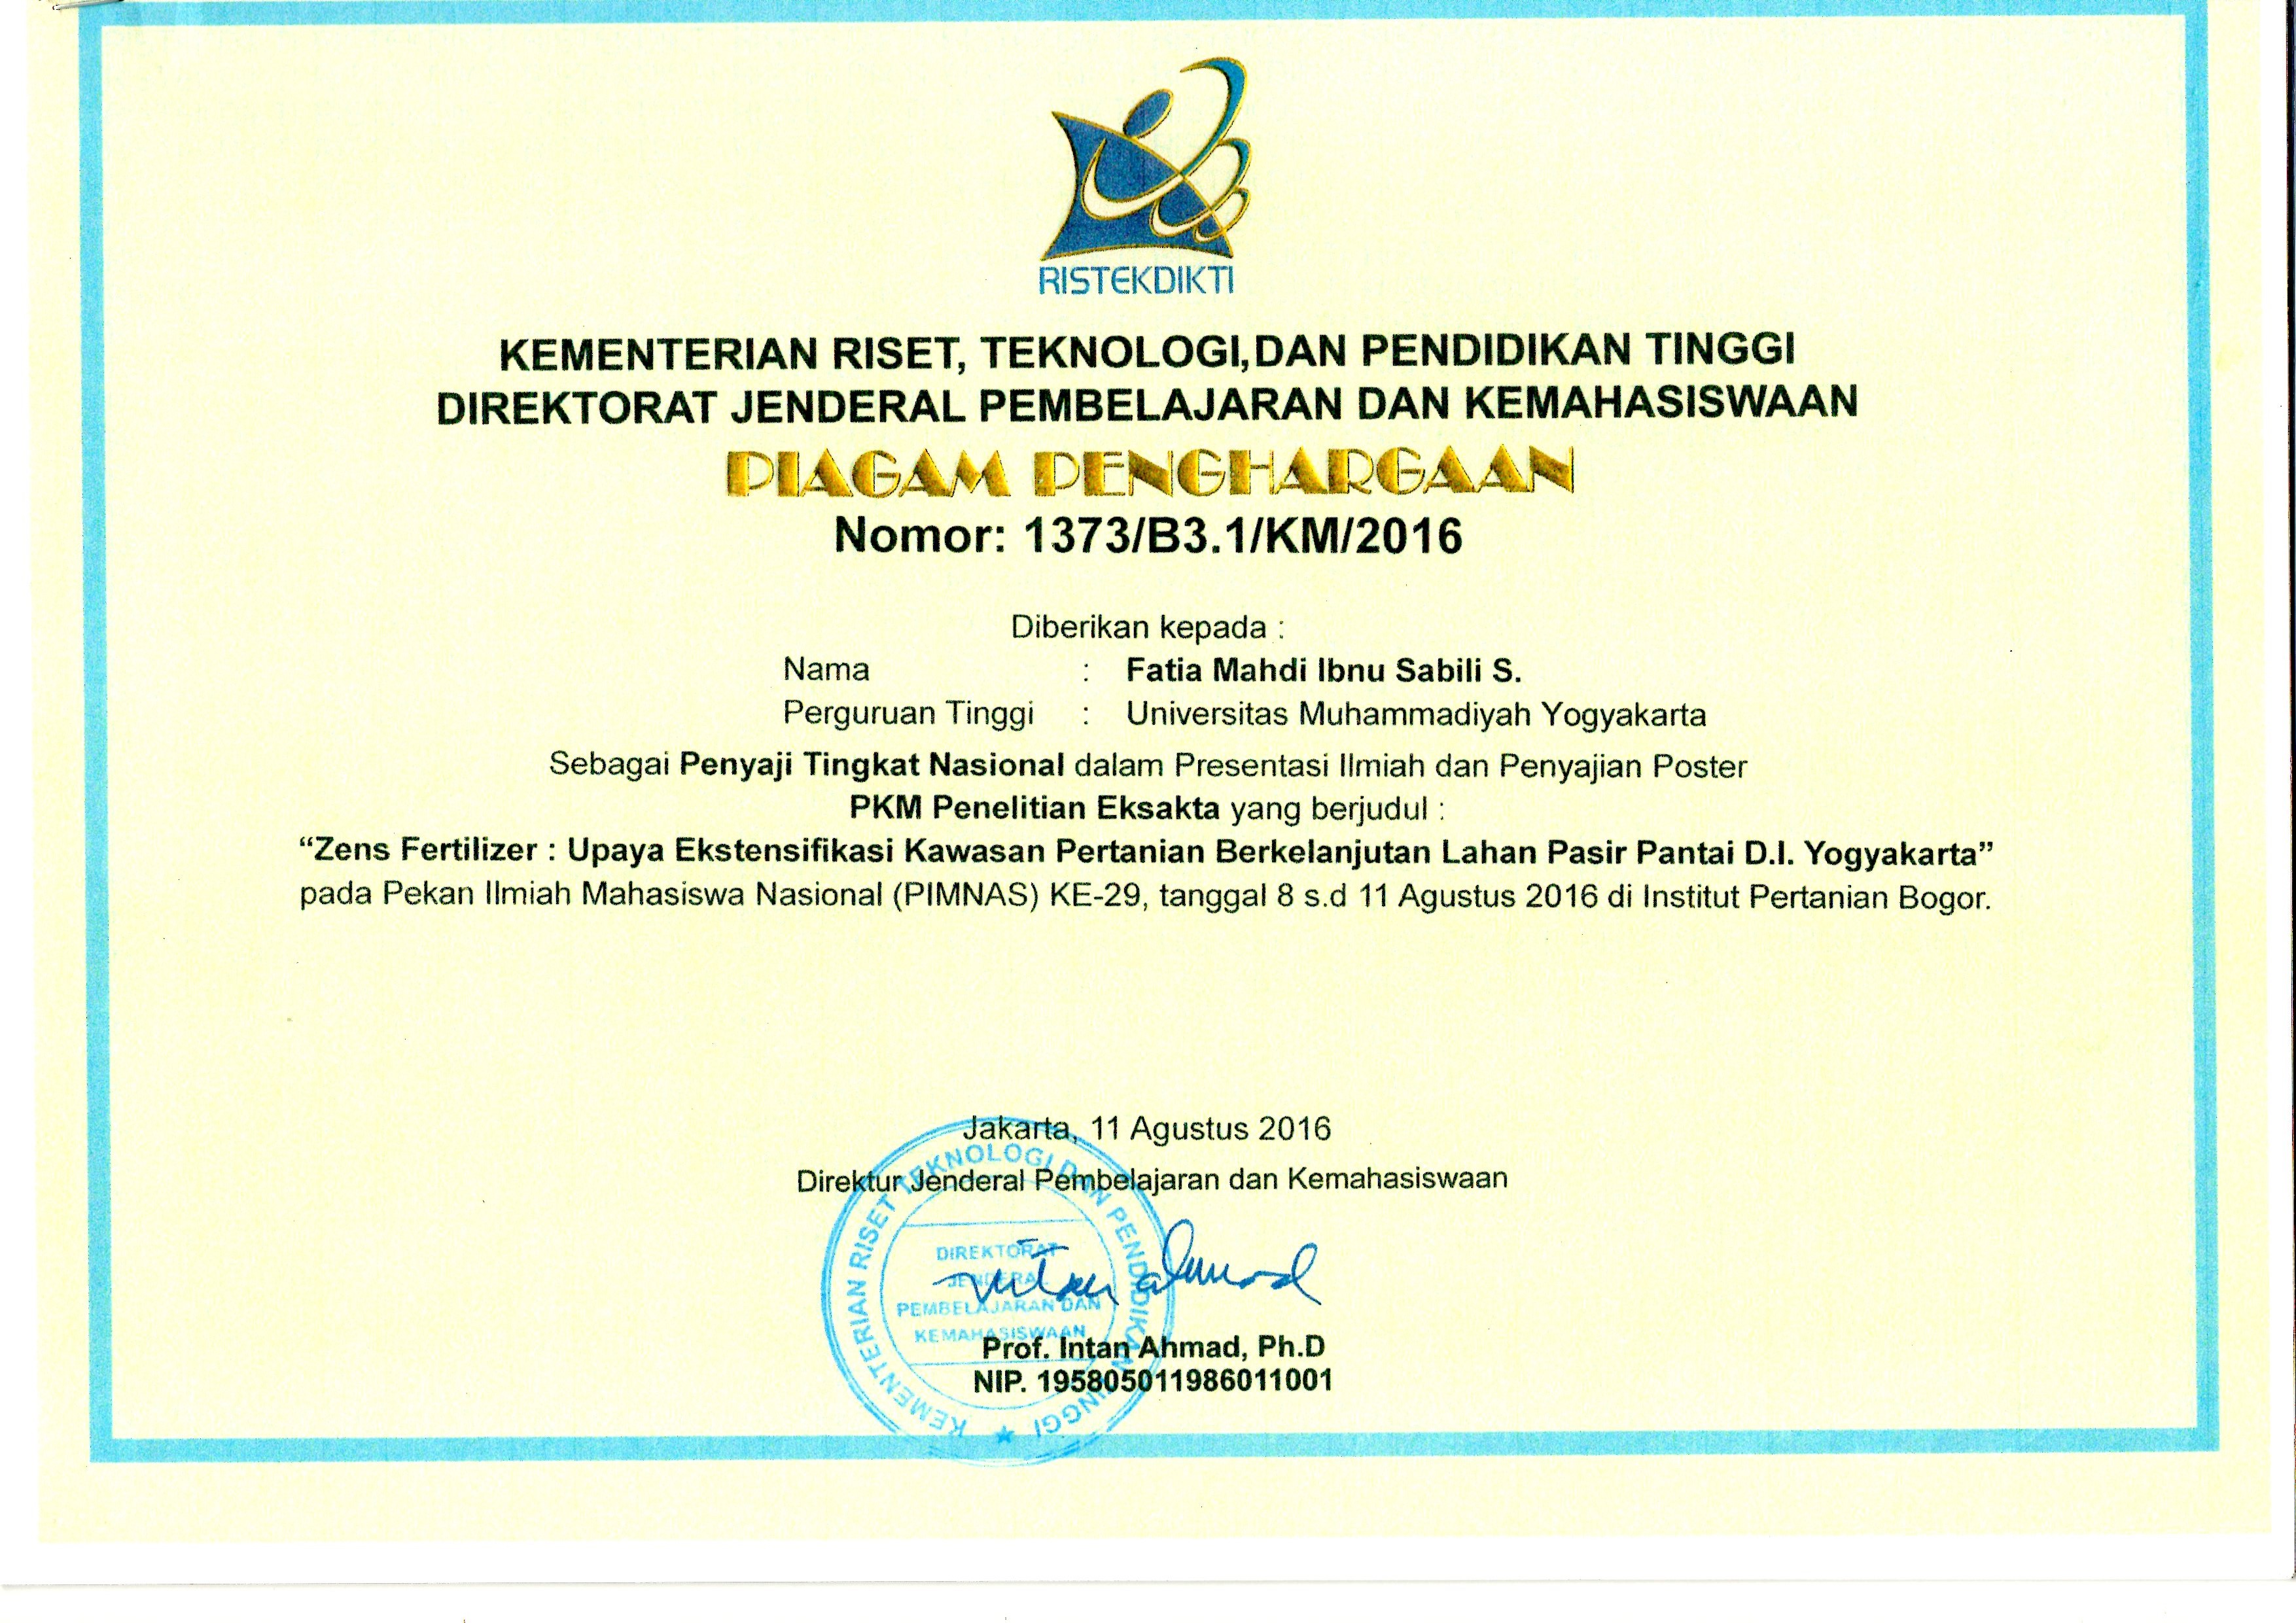 RISTEKDIKTI
KEMENTERIAN RISET, TEKNOLOGI,DAN PENDIDIKAN TINGGI
DIREKTORAT JENDERAL PEMBELAJARAN DAN KEMAHASISWAAN
PIAGAM PENGHARGAAN
Nomor: 1373/B3.1/KM/2016
Diberikan kepada :
Nama : Fatia Mahdi Ibnu Sabili S.
Perguruan Tinggi : Universitas Muhammadiyah Yogyakarta
Sebagai Penyaji Tingkat Nasional dalam Presentasi Ilmiah dan Penyajian Poster
PKM Penelitian Eksakta yang berjudul :
“Zens Fertilizer : Upaya Ekstensifikasi Kawasan Pertanian Berkelanjutan Lahan Pasir Pantai D.I. Yogyakarta”
pada Pekan Ilmiah Mahasiswa Nasional (PIMNAS) KE-29, tanggal 8 s.d 11 Agustus 2016 di Institut Pertanian Bogor.
Jakarta, 11 Agustus 2016
Direktur Jenderal Pembelajaran dan Kemahasiswaan
KEMENTERIAN RISET TEKNOLOGI DAN PENDIDIKAN TINGGI
DIREKTORAT
JENDERAL
PEMBELAJARAN DAN
KEMAHASISWAAN
intan ahmad
Prof. Intan Ahmad, Ph.D
NIP. 195805011986011001